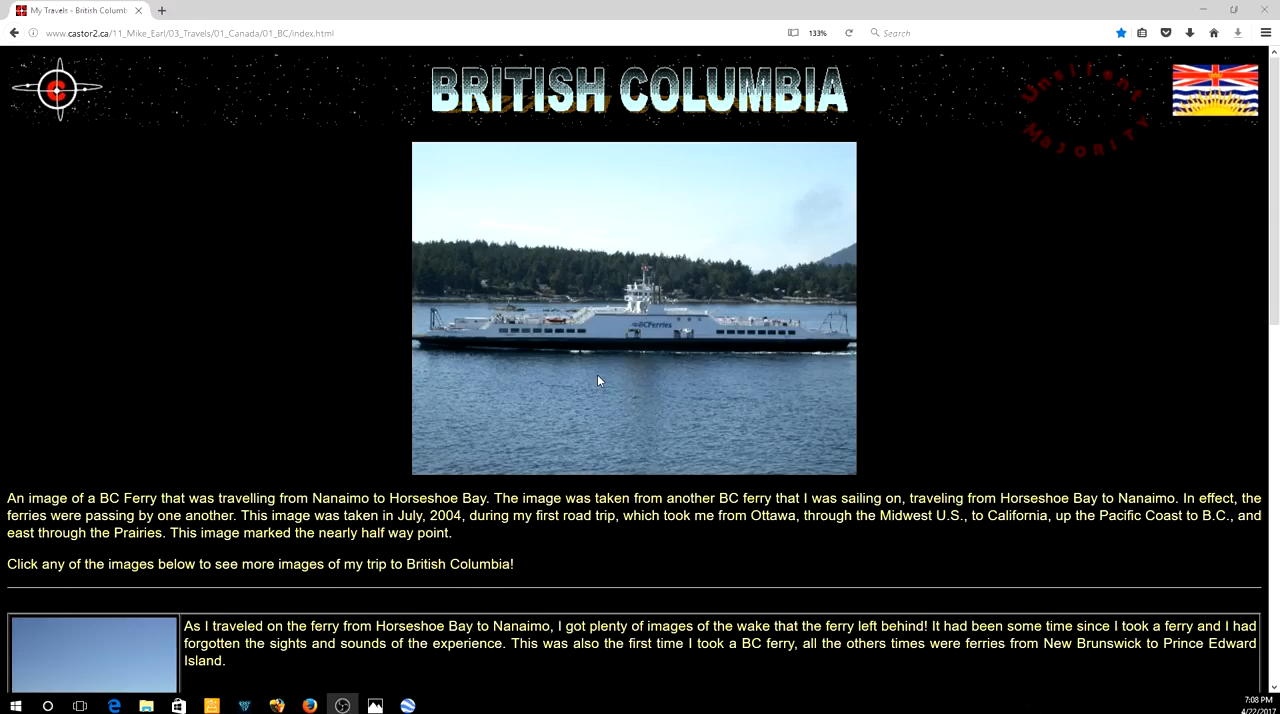 My Travels - British Columb
www.castor2.ca/11_Mike_Earl/03_Travels/01_Canada/01_BC/index.html
133%
Search
BRITISH COLUMBIA
Unsilent
Majority
BCFerries
An image of a BC Ferry that was travelling from Nanaimo to Horseshoe Bay. The image was taken from another BC ferry that I was sailing on, traveling from Horseshoe Bay to Nanaimo. In effect, the
ferries were passing by one another. This image was taken in July, 2004, during my first road trip, which took me from Ottawa, through the Midwest U.S., to California, up the Pacific Coast to B.C., and
east through the Prairies. This image marked the nearly half way point.
Click any of the images below to see more images of my trip to British Columbia!
As I traveled on the ferry from Horseshoe Bay to Nanaimo, I got plenty of images of the wake that the ferry left behind! It had been some time since I took a ferry and I had
forgotten the sights and sounds of the experience. This was also the first time I took a BC ferry, all the others times were ferries from New Brunswick to Prince Edward
Island.
7:08 PM
4/22/2017